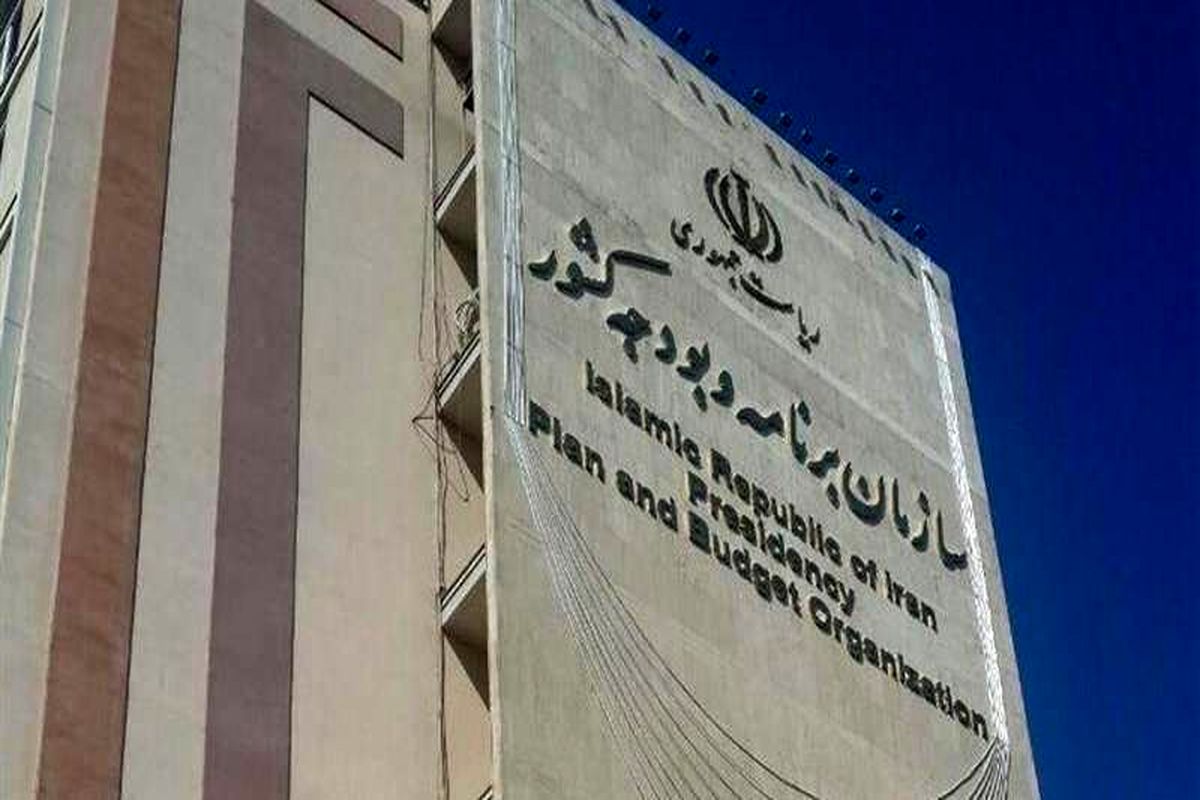 ریاست جمهوری
سازمان برنامه و بودجه کشور
Islamic Republic of Iran
Presidency
Plan and Budget Organization